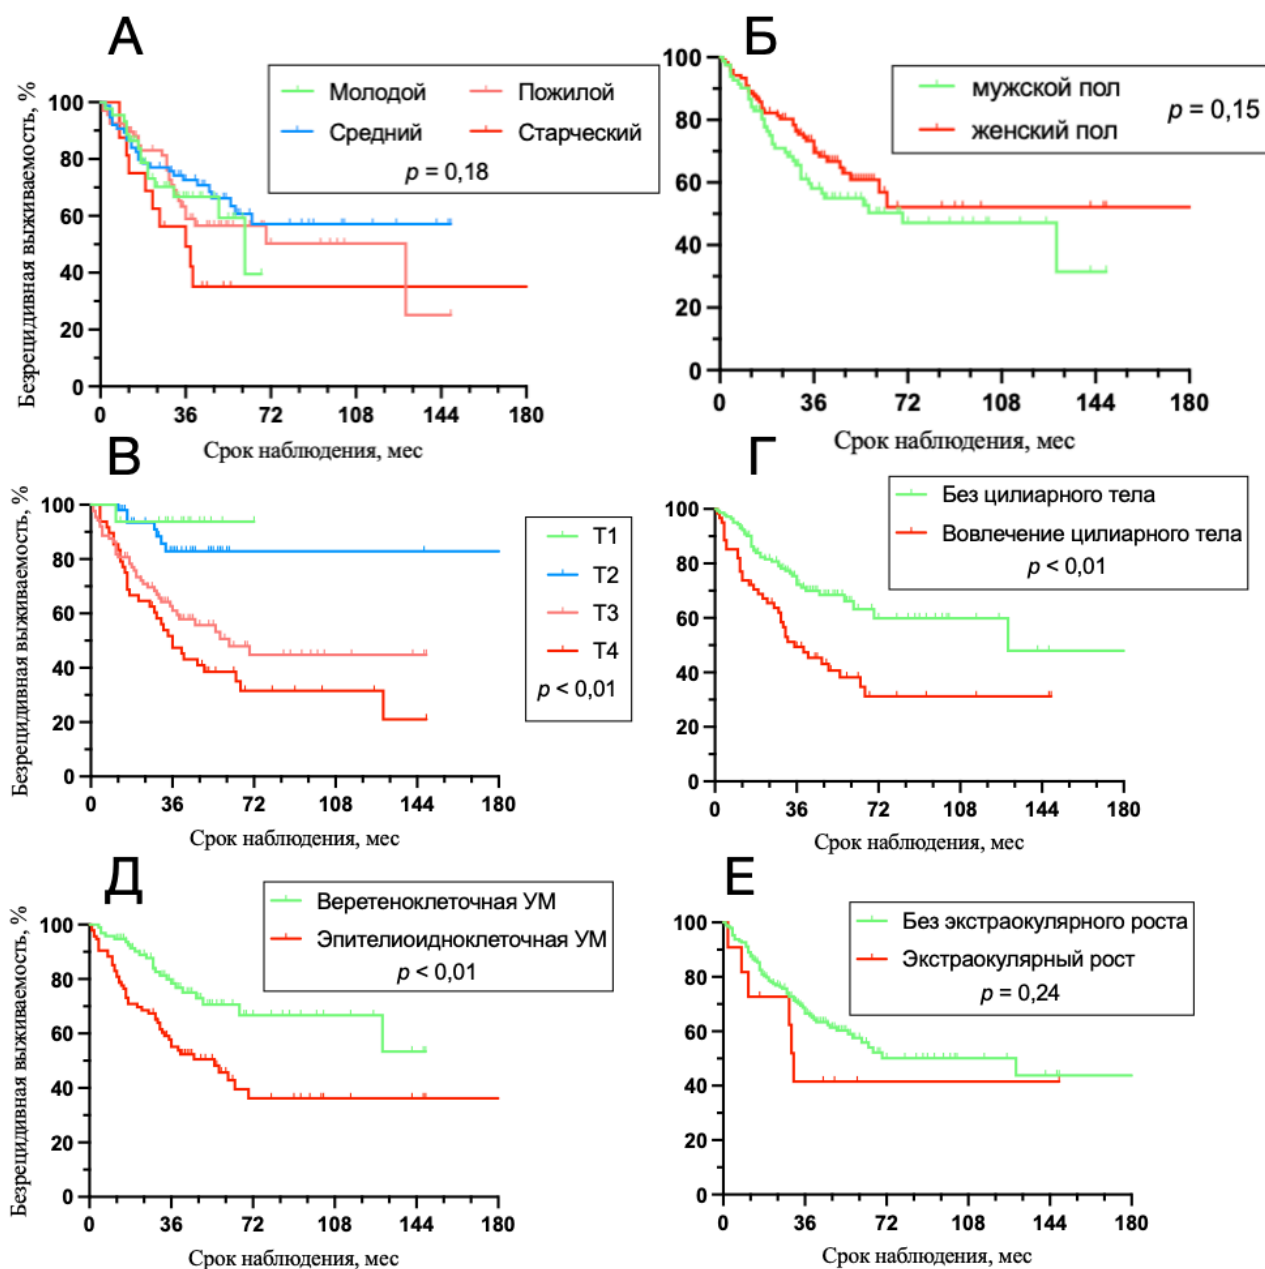 А
Молодой
Пожилой
Средний
Старческий
p = 0,18
Безрецидивная выживаемость, %
100
80
60
40
20
0
0 36 72 108 144 180
Срок наблюдения, мес
Б
мужской пол
женский пол
p = 0,15
100
80
60
40
20
0
0 36 72 108 144 180
Срок наблюдения, мес
В
T1
T2
T3
T4
p < 0,01
Безрецидивная выживаемость, %
100
80
60
40
20
0
0 36 72 108 144 180
Срок наблюдения, мес
Г
Без цилиарного тела
Вовлечение цилиарного тела
p < 0,01
100
80
60
40
20
0
0 36 72 108 144 180
Срок наблюдения, мес
Д
Веретеноклеточная УМ
Эпителиоидноклеточная УМ
p < 0,01
Безрецидивная выживаемость, %
100
80
60
40
20
0
0 36 72 108 144 180
Срок наблюдения, мес
Е
Без экстраокулярного роста
Экстраокулярный рост
p = 0,24
100
80
60
40
20
0
0 36 72 108 144 180
Срок наблюдения, мес